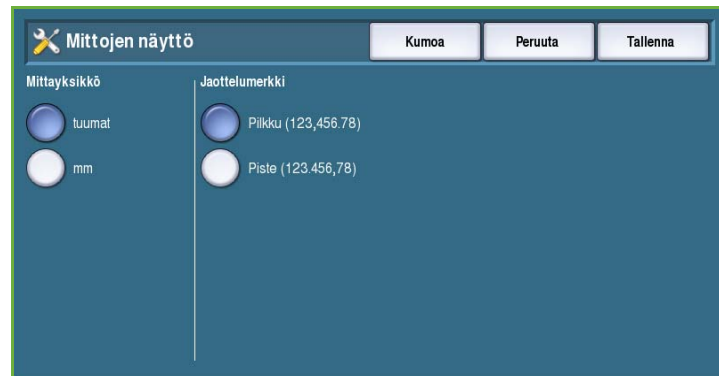 Mittojen näyttö
Kumoa
Peruuta
Tallenna
Mittayksikkö
Jaottelumerkki
tuumat
Pilkku (123,456.78)
mm
Piste (123.456,78)